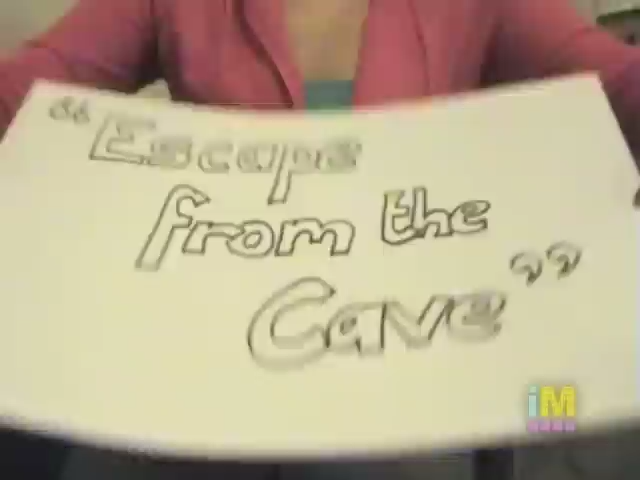 “Escape
from the
Cave”
iM